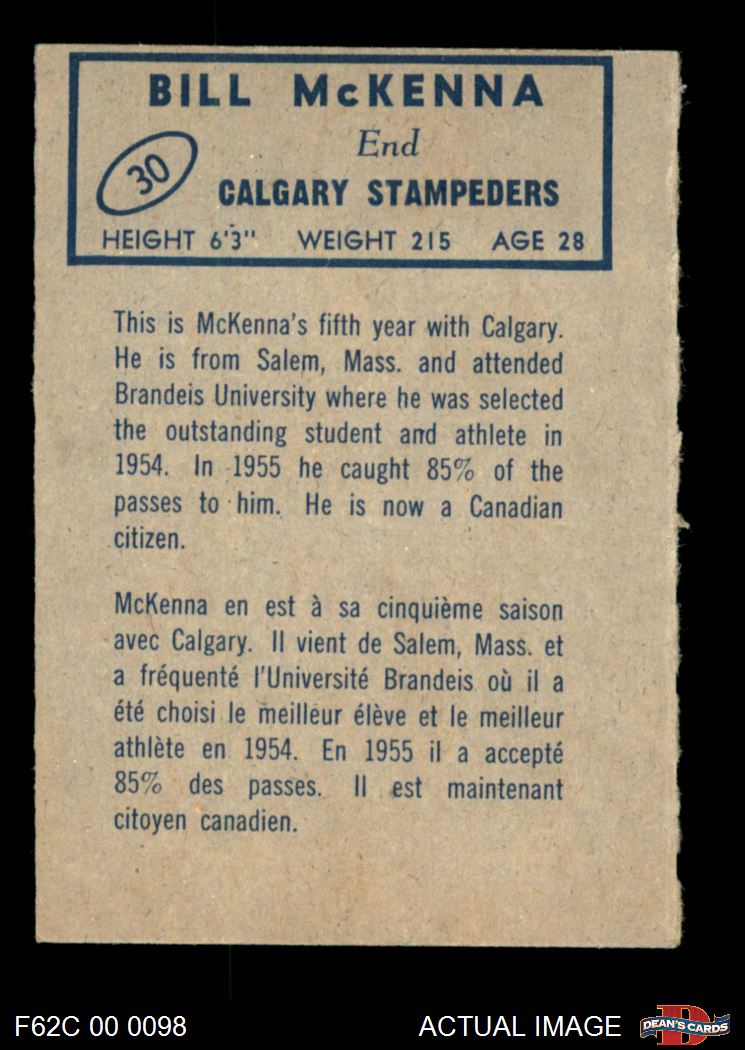 BILL McKENNA
End
30
CALGARY STAMPEDERS
HEIGHT 6'3" WEIGHT 215 AGE 28
This is McKenna's fifth year with Calgary.
He is from Salem, Mass. and attended
Brandeis University where he was selected
the outstanding student and athlete in
1954. In 1955 he caught 85% of the
passes to him. He is now a Canadian
citizen.
McKenna en est à sa cinquième saison
avec Calgary. Il vient de Salem, Mass. et
a fréquenté l'Université Brandeis où il a
été choisi le meilleur élève et le meilleur
athlète en 1954. En 1955 il a accepté
85% des passes. Il est maintenant
citoyen canadien.
F62C 00 0098 ACTUAL IMAGE
D
DEAN'S CARDS